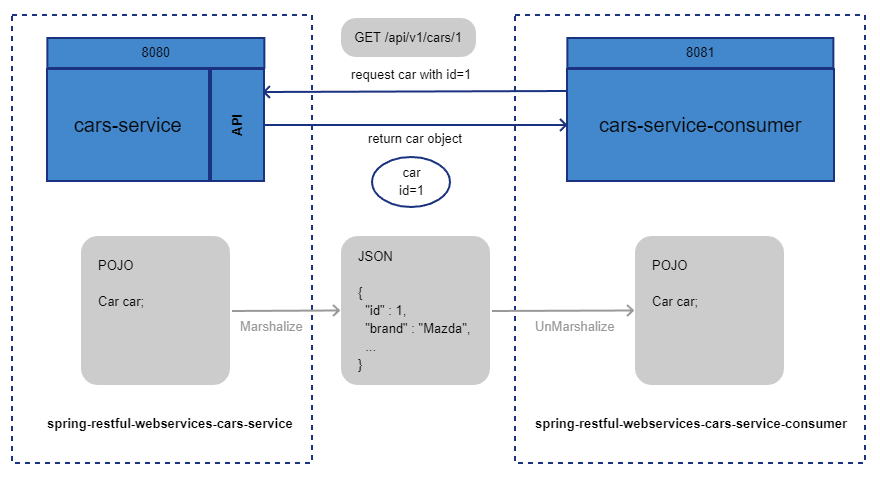 8080
GET /api/v1/cars/1
8081
request car with id=1
cars-service
API
cars-service-consumer
return car object
car
id=1
POJO
Car car;
Marshalize
JSON
{
"id" : 1,
"brand" : "Mazda",
...
}
UnMarshalize
POJO
Car car;
spring-restful-webservices-cars-service
spring-restful-webservices-cars-service-consumer